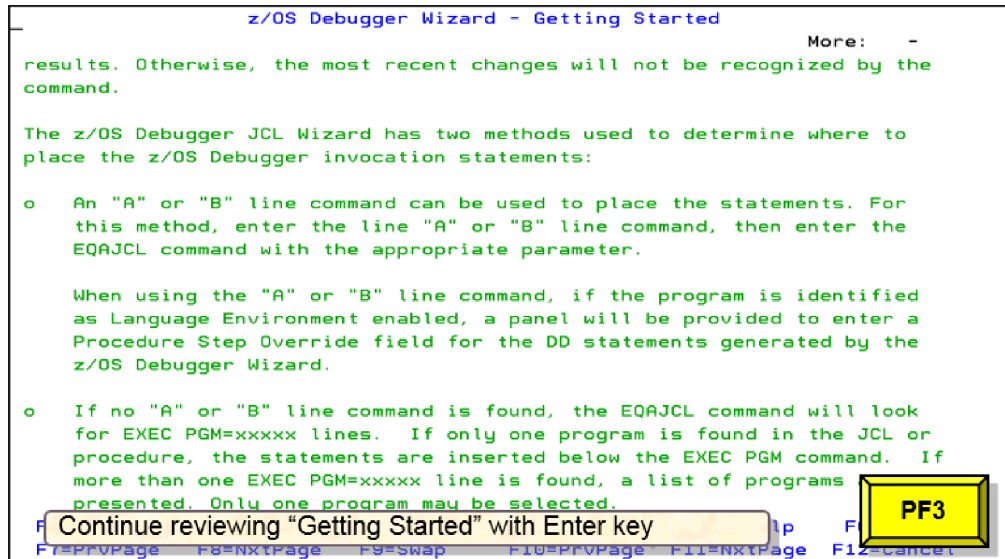 z/OS Debugger Wizard - Getting Started
More: -
results. Otherwise, the most recent changes will not be recognized by the
command.
The z/OS Debugger JCL Wizard has two methods used to determine where to
place the z/OS Debugger invocation statements:
o An "A" or "B" line command can be used to place the statements. For
this method, enter the line "A" or "B" line command, then enter the
EQAJCL command with the appropriate parameter.
When using the "A" or "B" line command, if the program is identified
as Language Environment enabled, a panel will be provided to enter a
Procedure Step Override field for the DD statements generated by the
z/OS Debugger Wizard.
o If no "A" or "B" line command is found, the EQAJCL command will look
for EXEC PGM=xxxxx lines. If only one program is found in the JCL or
procedure, the statements are inserted below the EXEC PGM command. If
more than one EXEC PGM=xxxxx line is found, a list of programs
presented. Only one program may be selected.
PF3
Continue reviewing “Getting Started” with Enter key
F7=PrvPage F8=NxtPage F9=Swap F10=PrvPage F11=NxtPage F12=Cancel